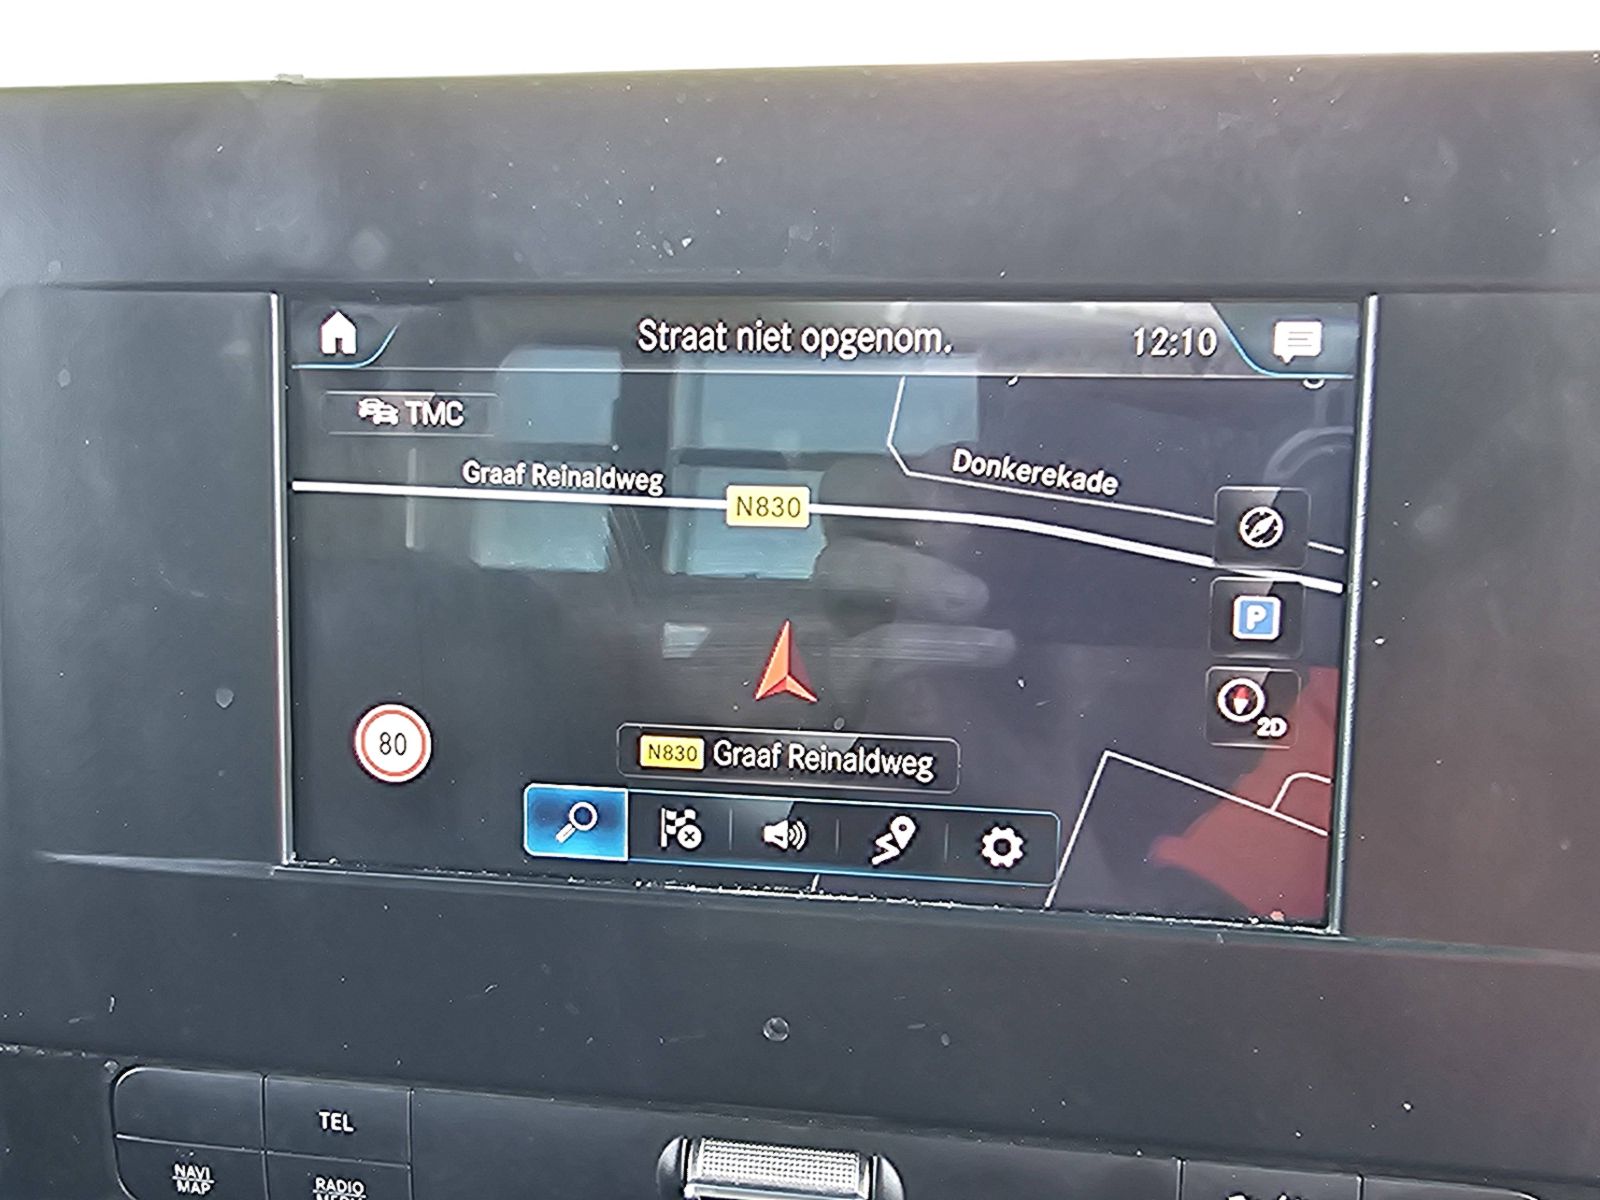 Straat niet opgenom.
12:10
TMC
Graaf Reinaldweg
N830
Donkerekade
P
2D
80
N830 Graaf Reinaldweg
TEL
NAVI
MAP
RADIO